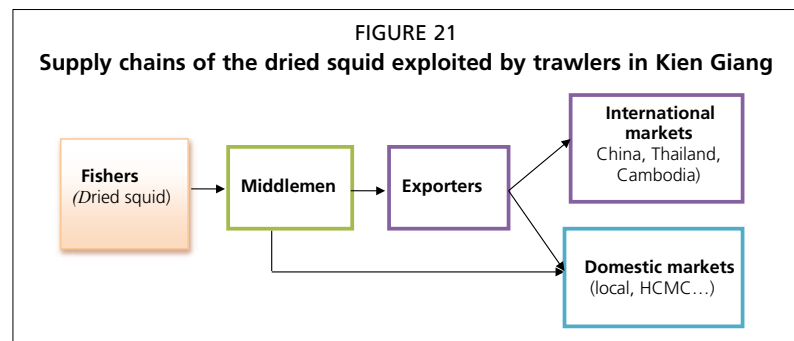 FIGURE 21
Supply chains of the dried squid exploited by trawlers in Kien Giang
Fishers
(Dried squid)
Middlemen
Exporters
International
markets
China, Thailand,
Cambodia)
Domestic markets
(local, HCMC…)